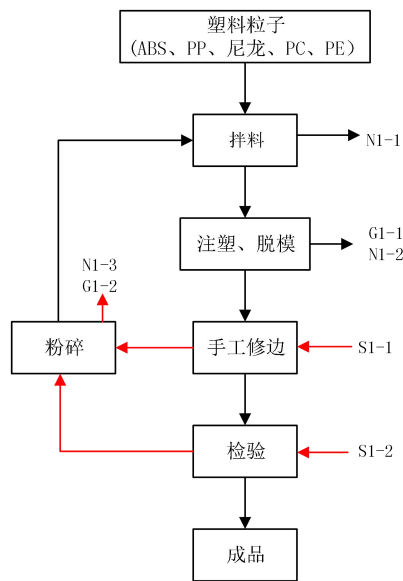 塑料粒子
(ABS、PP、尼龙、PC、PE)
拌料
N1-1
注塑、脱模
G1-1
N1-2
N1-3
G1-2
粉碎
手工修边
S1-1
检验
S1-2
成品